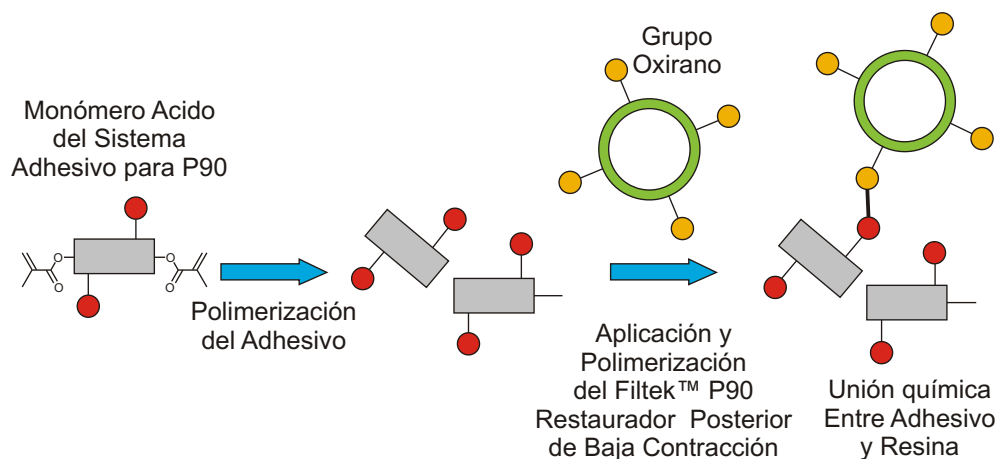 Monómero Acido
del Sistema
Adhesivo para P90
O
O
O
O
Polimerización
del Adhesivo
Grupo
Oxirano
Aplicación y
Polimerización
del Filtek™ P90
Restaurador Posterior
de Baja Contracción
Unión química
Entre Adhesivo
y Resina